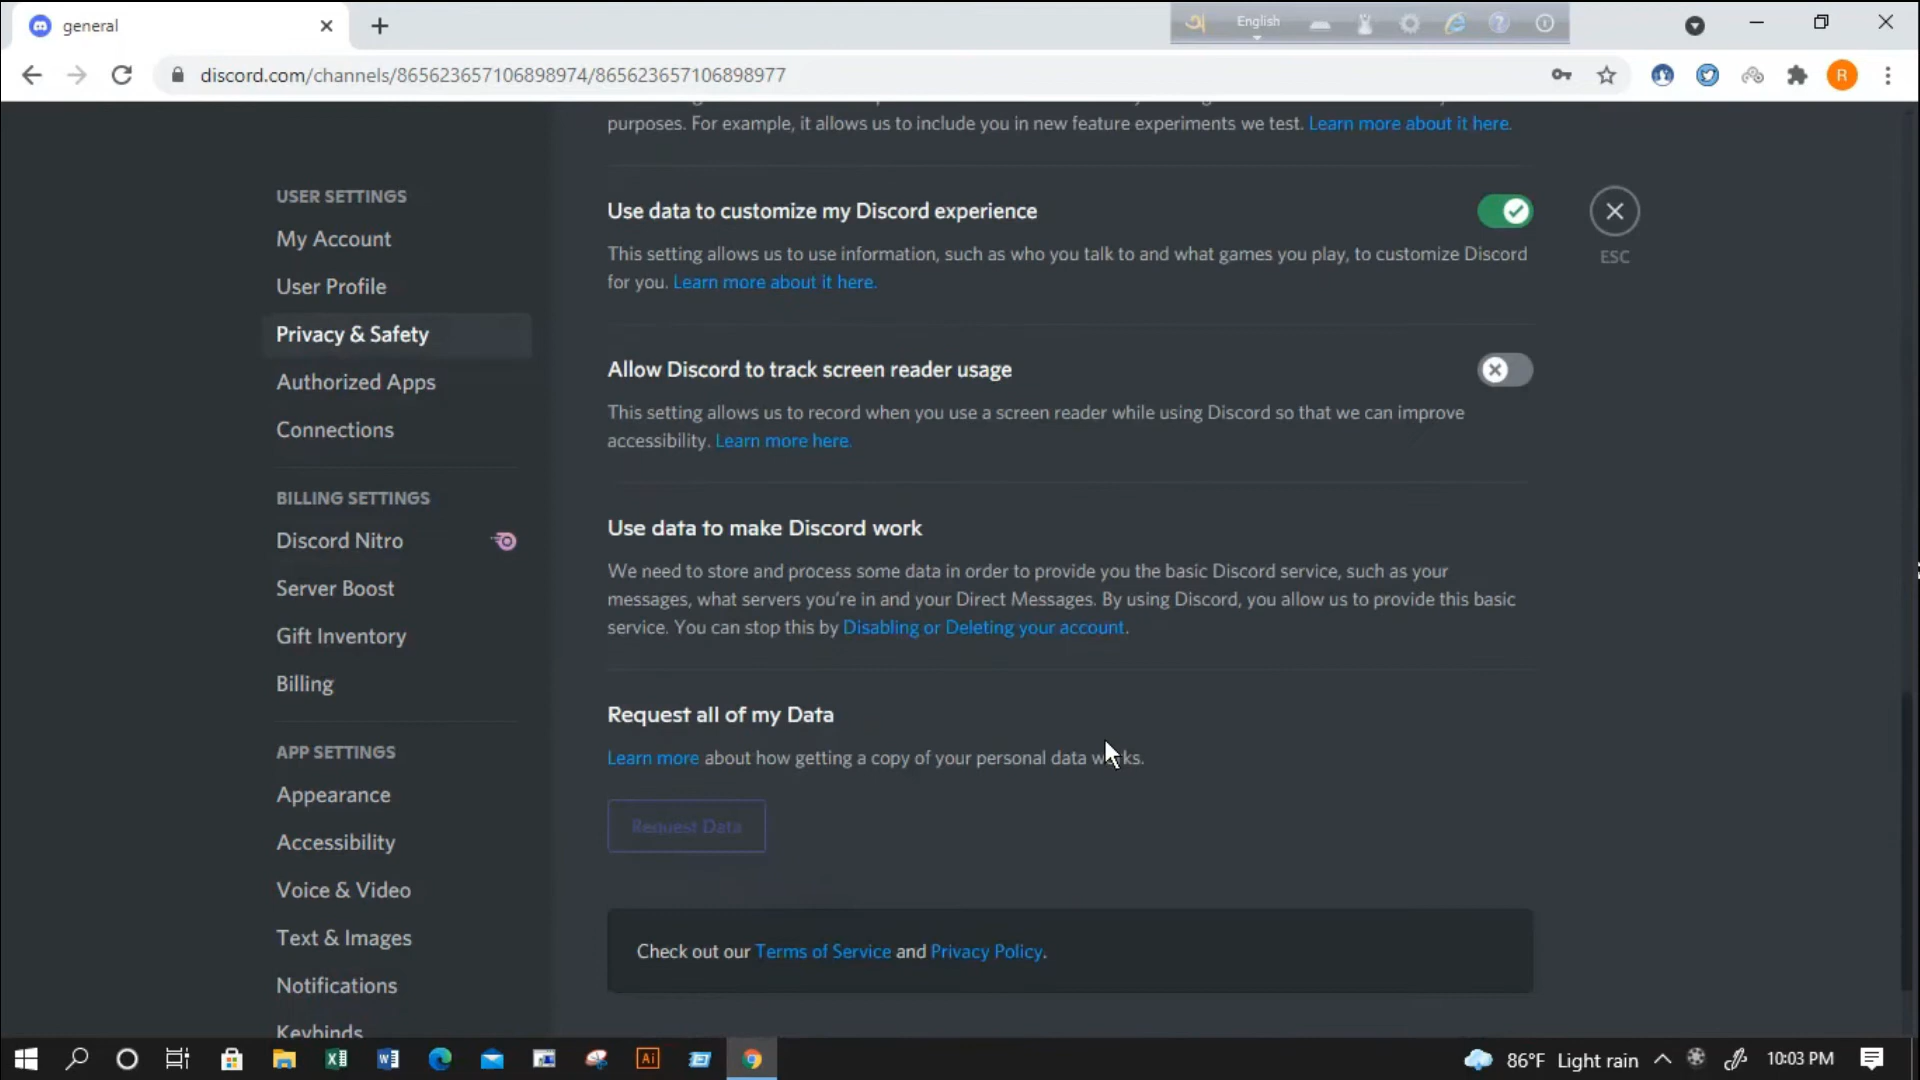 general
English
discord.com/channels/865623657106898974/865623657106898977
R
purposes. For example, it allows us to include you in new feature experiments we test. Learn more about it here.
USER SETTINGS
My Account
User Profile
Privacy & Safety
Authorized Apps
Connections
BILLING SETTINGS
Discord Nitro
Server Boost
Gift Inventory
Billing
APP SETTINGS
Appearance
Accessibility
Voice & Video
Text & Images
Notifications
Keybinds
Use data to customize my Discord experience
This setting allows us to use information, such as who you talk to and what games you play, to customize Discord
for you. Learn more about it here.
ESC
Allow Discord to track screen reader usage
This setting allows us to record when you use a screen reader while using Discord so that we can improve
accessibility. Learn more here.
Use data to make Discord work
We need to store and process some data in order to provide you the basic Discord service, such as your
messages, what servers you're in and your Direct Messages. By using Discord, you allow us to provide this basic
service. You can stop this by Disabling or Deleting your account.
Request all of my Data
Learn more about how getting a copy of your personal data works.
Request Data
Check out our Terms of Service and Privacy Policy.
Ai
86°F Light rain
10:03 PM